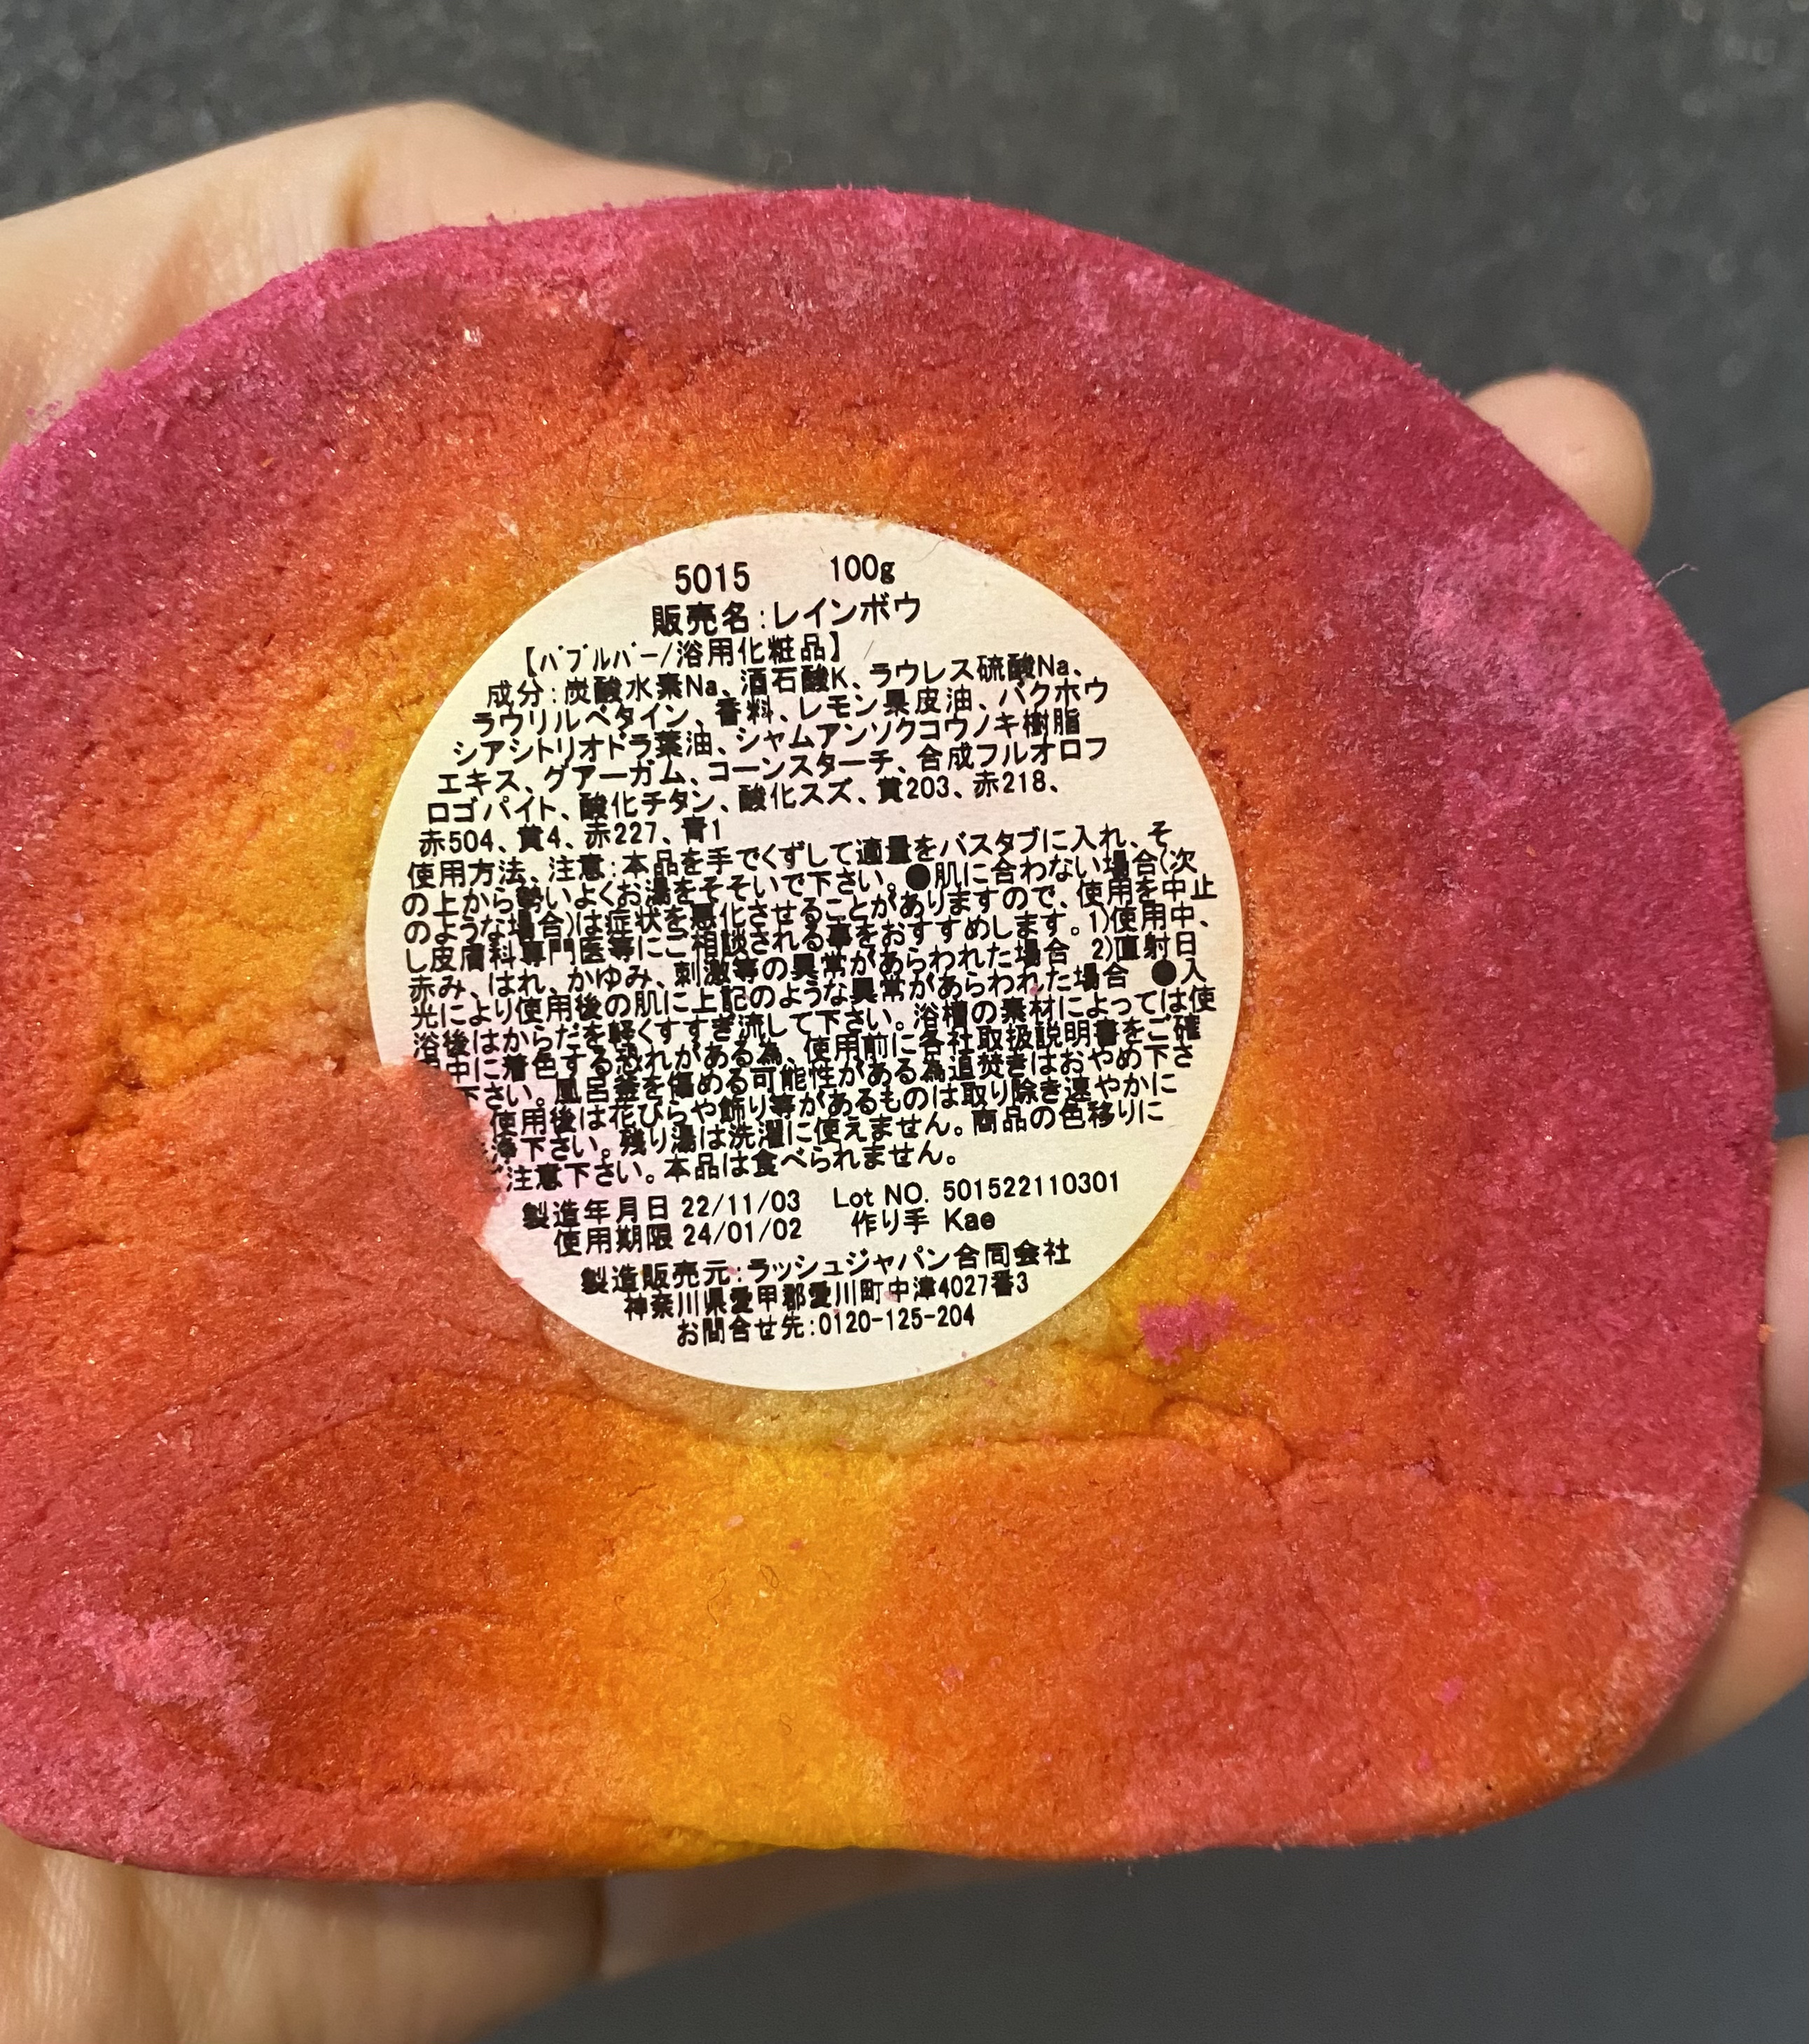 5015 100g
販売名:レインボウ
【バブルバー/浴用化粧品】
成分:炭酸水素Na、酒石酸K、ラウレス硫酸Na、
ラウリルベタイン、香料、レモン果皮油、バクホウ
シアシトリオドラ葉油、シャムアンソクコウノキ樹脂
エキス、グアーガム、コーンスターチ、合成フルオロフ
ロゴパイト、酸化チタン、酸化スズ、黄203、赤218、
赤504、黄4、赤227、青1
使用方法、注意:本品を手でくずして適量をバスタブに入れ、そ
の上から勢いよくお湯をそそいで下さい。●肌に合わない場合(次
のような場合)は症状を悪化させることがありますので、使用を中止
し皮膚科専門医等にご相談される事をおすすめします。1)使用中、
赤み、はれ、かゆみ、刺激等の異常があらわれた場合 2)直射日
光により使用後の肌に上記のような異常があらわれた場合 ●入
浴後はからだを軽くすすぎ流して下さい。浴槽の素材によっては使
用中に着色する恐れがある為、使用前に各社取扱説明書をご確
下さい。風呂釜を傷める可能性がある為追焚きはおやめ下さ
使用後は花びらや飾り等があるものは取り除き速やかに
浄下さい。残り湯は洗濯に使えません。商品の色移りに
ご注意下さい。本品は食べられません。
製造年月日 22/11/03 Lot NO. 501522110301
使用期限 24/01/02 作り手 Kae
製造販売元:ラッシュジャパン合同会社
神奈川県愛甲郡愛川町中津4027番3
お問合せ先:0120-125-204